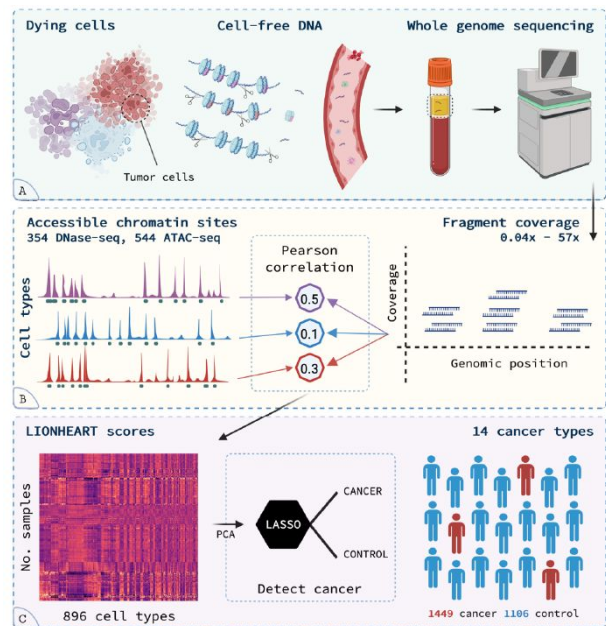 Dying cells
Cell-free DNA
Whole genome sequencing
Tumor cells
A
Accessible chromatin sites
354 DNase-seq, 544 ATAC-seq
Fragment coverage
0.04x – 57x
Pearson
correlation
Cell types
0.5
0.1
0.3
Coverage
Genomic position
B
LIONHEART scores
14 cancer types
No. samples
PCA
LASSO
CANCER
CONTROL
Detect cancer
896 cell types
1449 cancer 1106 control
C